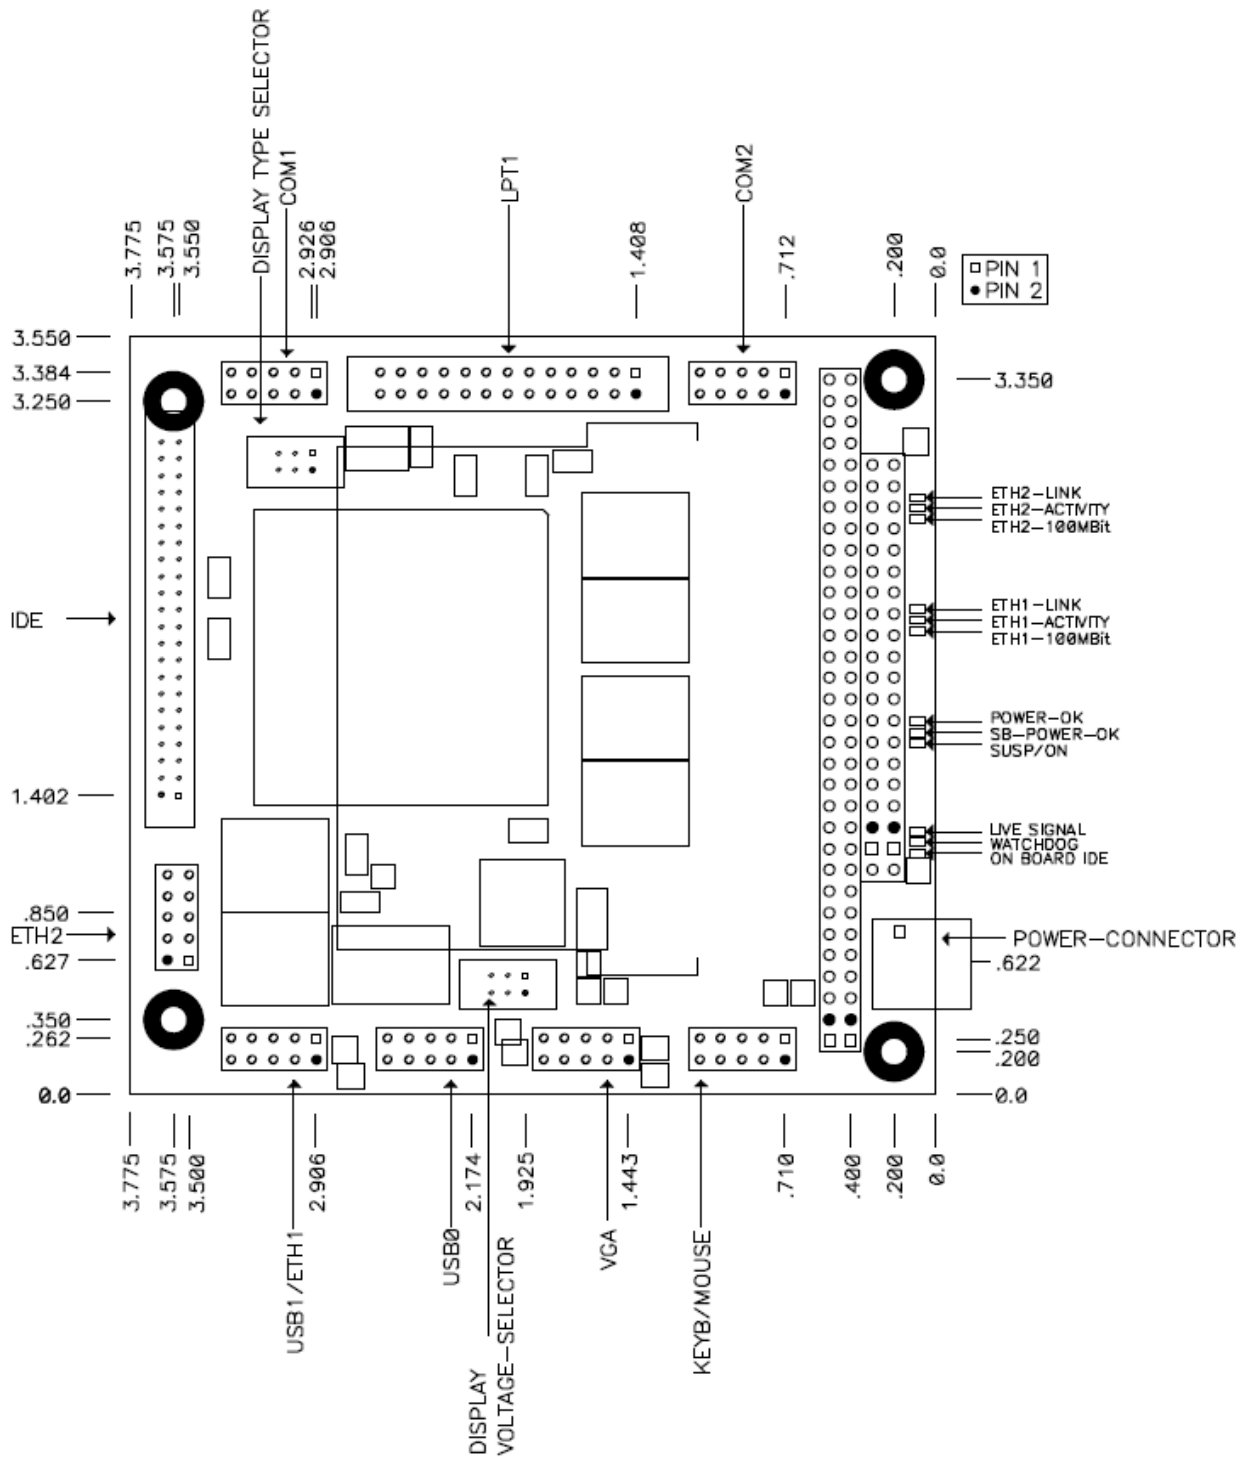 DISPLAY TYPE SELECTOR
COM1
LPT1
COM2
3.775
3.575
3.550
2.926
2.906
1.408
.712
.200
0.0
PIN 1
PIN 2
3.550
3.384
3.250
3.350
ETH2-LINK
ETH2-ACTIVITY
ETH2-100MBit
IDE
ETH1-LINK
ETH1-ACTIVITY
ETH1-100MBit
POWER-OK
SB-POWER-OK
SUSP/ON
1.402
LIVE SIGNAL
WATCHDOG
ON BOARD IDE
.850
ETH2
.627
POWER-CONNECTOR
.622
.350
.262
0.0
.250
.200
0.0
3.775
3.575
3.500
2.906
2.174
1.925
1.443
.710
.400
.200
0.0
USB1/ETH1
USB0
DISPLAY
VOLTAGE-SELECTOR
VGA
KEYB/MOUSE